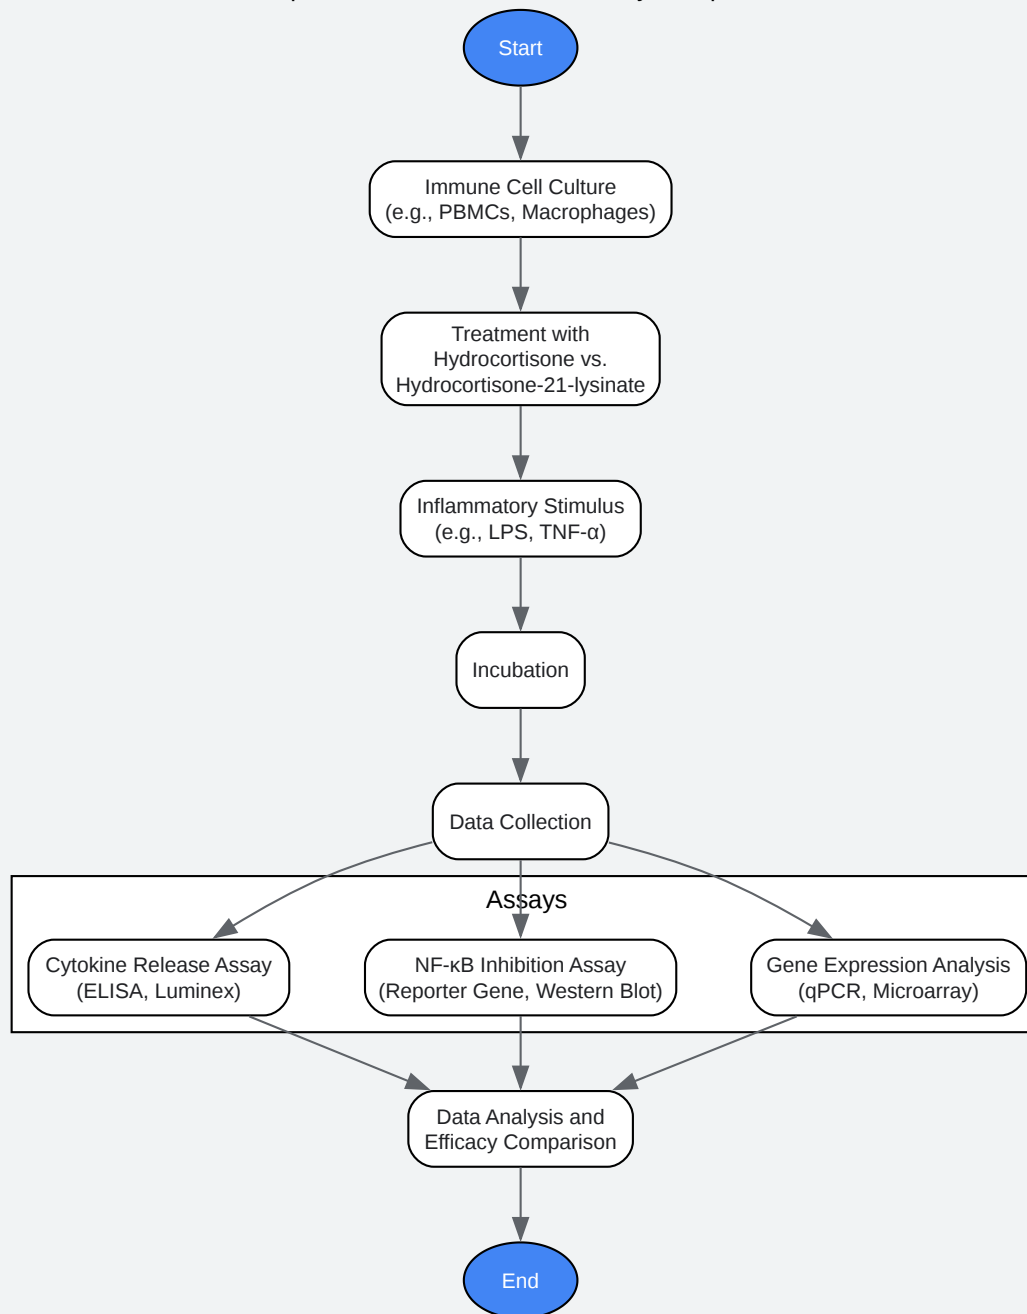 Start
Immune Cell Culture
(e.g., PBMCs, Macrophages)
Treatment with
Hydrocortisone vs.
Hydrocortisone-21-lysinate
Inflammatory Stimulus
(e.g., LPS, TNF-α)
Incubation
Data Collection
Assays
Cytokine Release Assay
(ELISA, Luminex)
NF-κB Inhibition Assay
(Reporter Gene, Western Blot)
Gene Expression Analysis
(qPCR, Microarray)
Data Analysis and
Efficacy Comparison
End